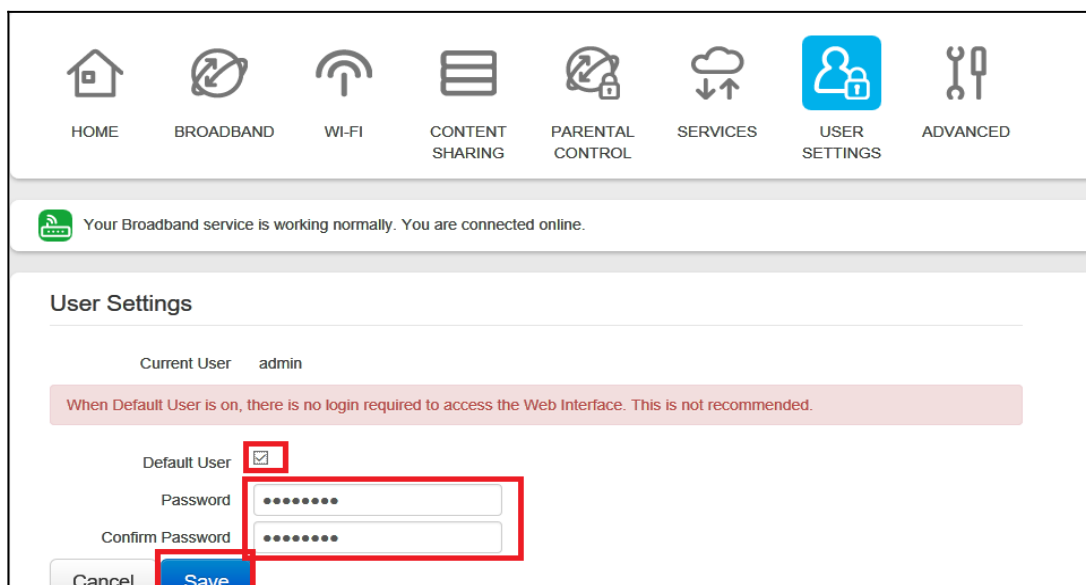 HOME BROADBAND WI-FI CONTENT SHARING PARENTAL CONTROL SERVICES USER SETTINGS ADVANCED
Your Broadband service is working normally. You are connected online.
User Settings
Current User admin
When Default User is on, there is no login required to access the Web Interface. This is not recommended.
Default User
Password ●●●●●●●●
Confirm Password ●●●●●●●●
Cancel Save